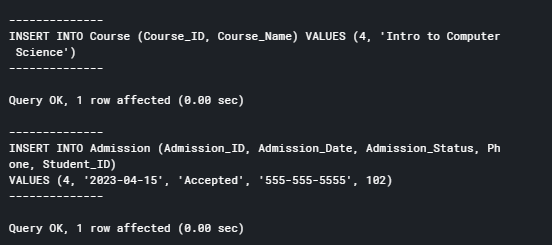 --------------
INSERT INTO Course (Course_ID, Course_Name) VALUES (4, 'Intro to Computer
 Science')
--------------
Query OK, 1 row affected (0.00 sec)
--------------
INSERT INTO Admission (Admission_ID, Admission_Date, Admission_Status, Ph
one, Student_ID)
VALUES (4, '2023-04-15', 'Accepted', '555-555-5555', 102)
--------------
Query OK, 1 row affected (0.00 sec)